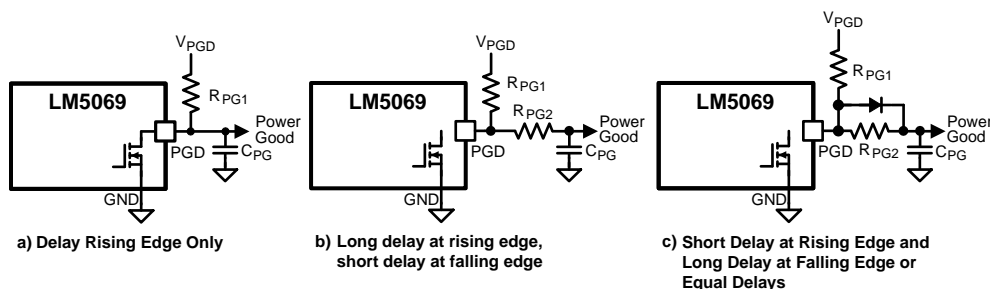 VPGD
RPG1
LM5069
Power
Good
PGD
CPG
GND
a) Delay Rising Edge Only
VPGD
RPG1
LM5069
RPG2
Power
Good
PGD
CPG
GND
b) Long delay at rising edge,
short delay at falling edge
VPGD
RPG1
LM5069
Power
Good
PGD
RPG2
CPG
GND
c) Short Delay at Rising Edge and
Long Delay at Falling Edge or
Equal Delays